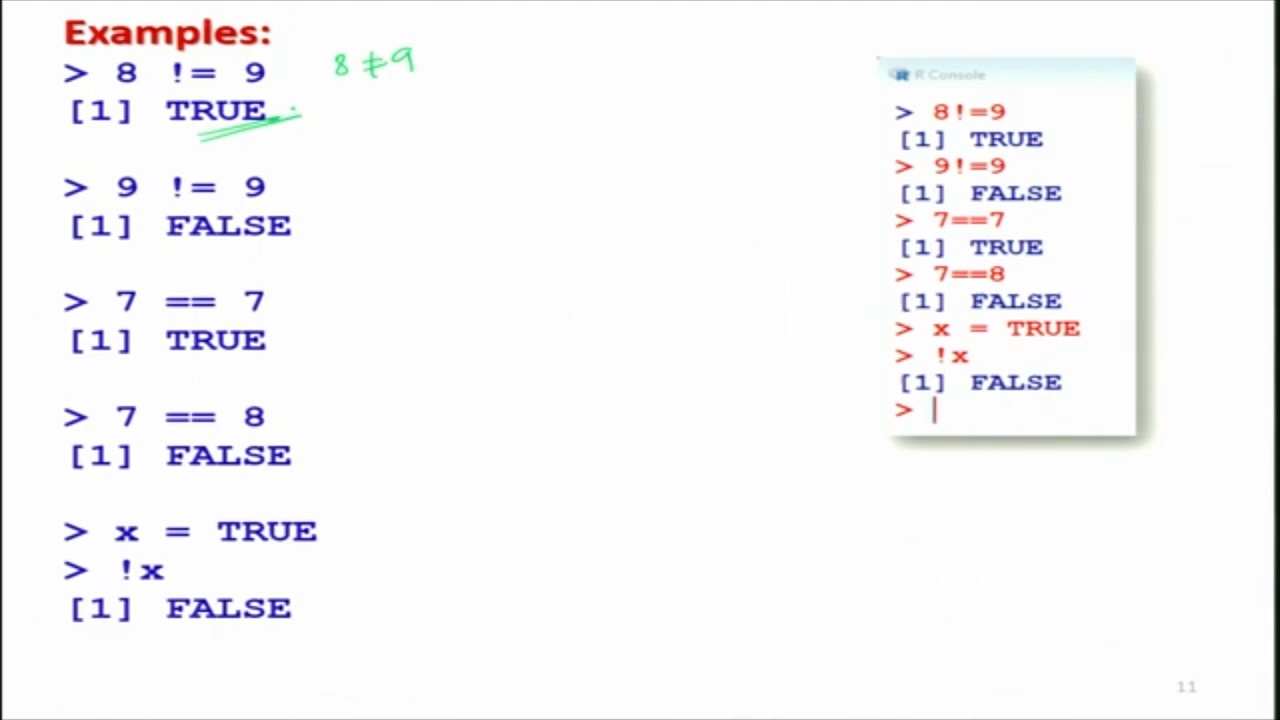 Examples:
> 8 != 9
8 ≠ 9
[1] TRUE
> 9 != 9
[1] FALSE
> 7 == 7
[1] TRUE
> 7 == 8
[1] FALSE
> x = TRUE
> !x
[1] FALSE
R Console
> 8!=9
[1] TRUE
> 9!=9
[1] FALSE
> 7==7
[1] TRUE
> 7==8
[1] FALSE
> x = TRUE
> !x
[1] FALSE
>
11